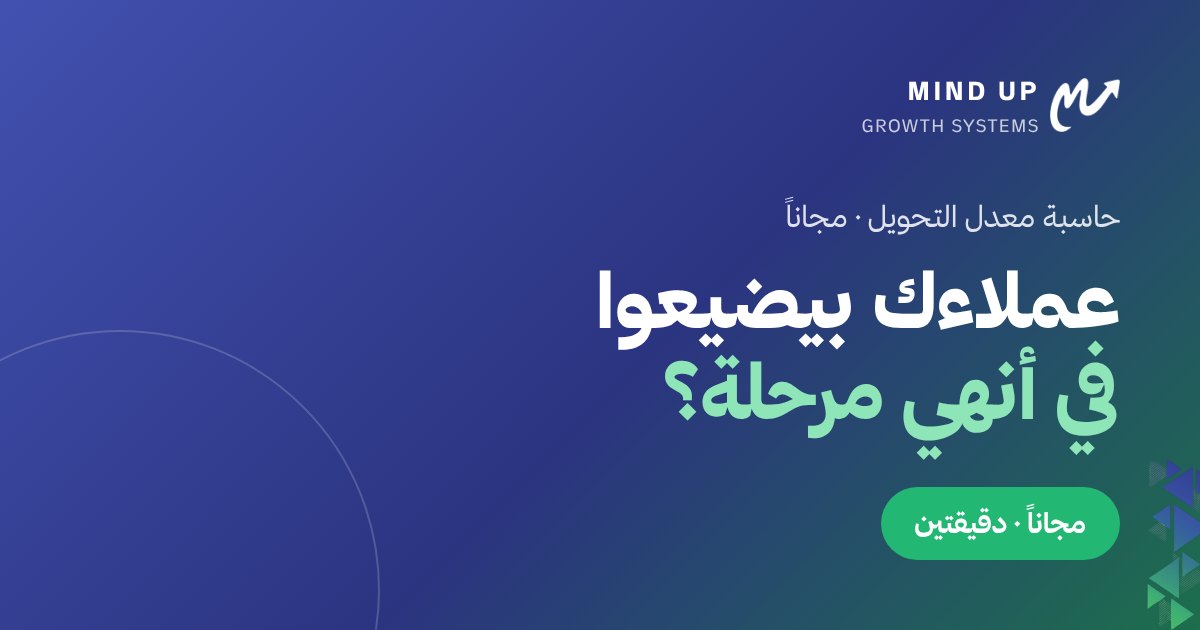 MIND UP
GROWTH SYSTEMS
حاسبة معدل التحويل · مجاناً
عملاءك بيضيعوا
في أنهي مرحلة؟
مجاناً · دقيقتين